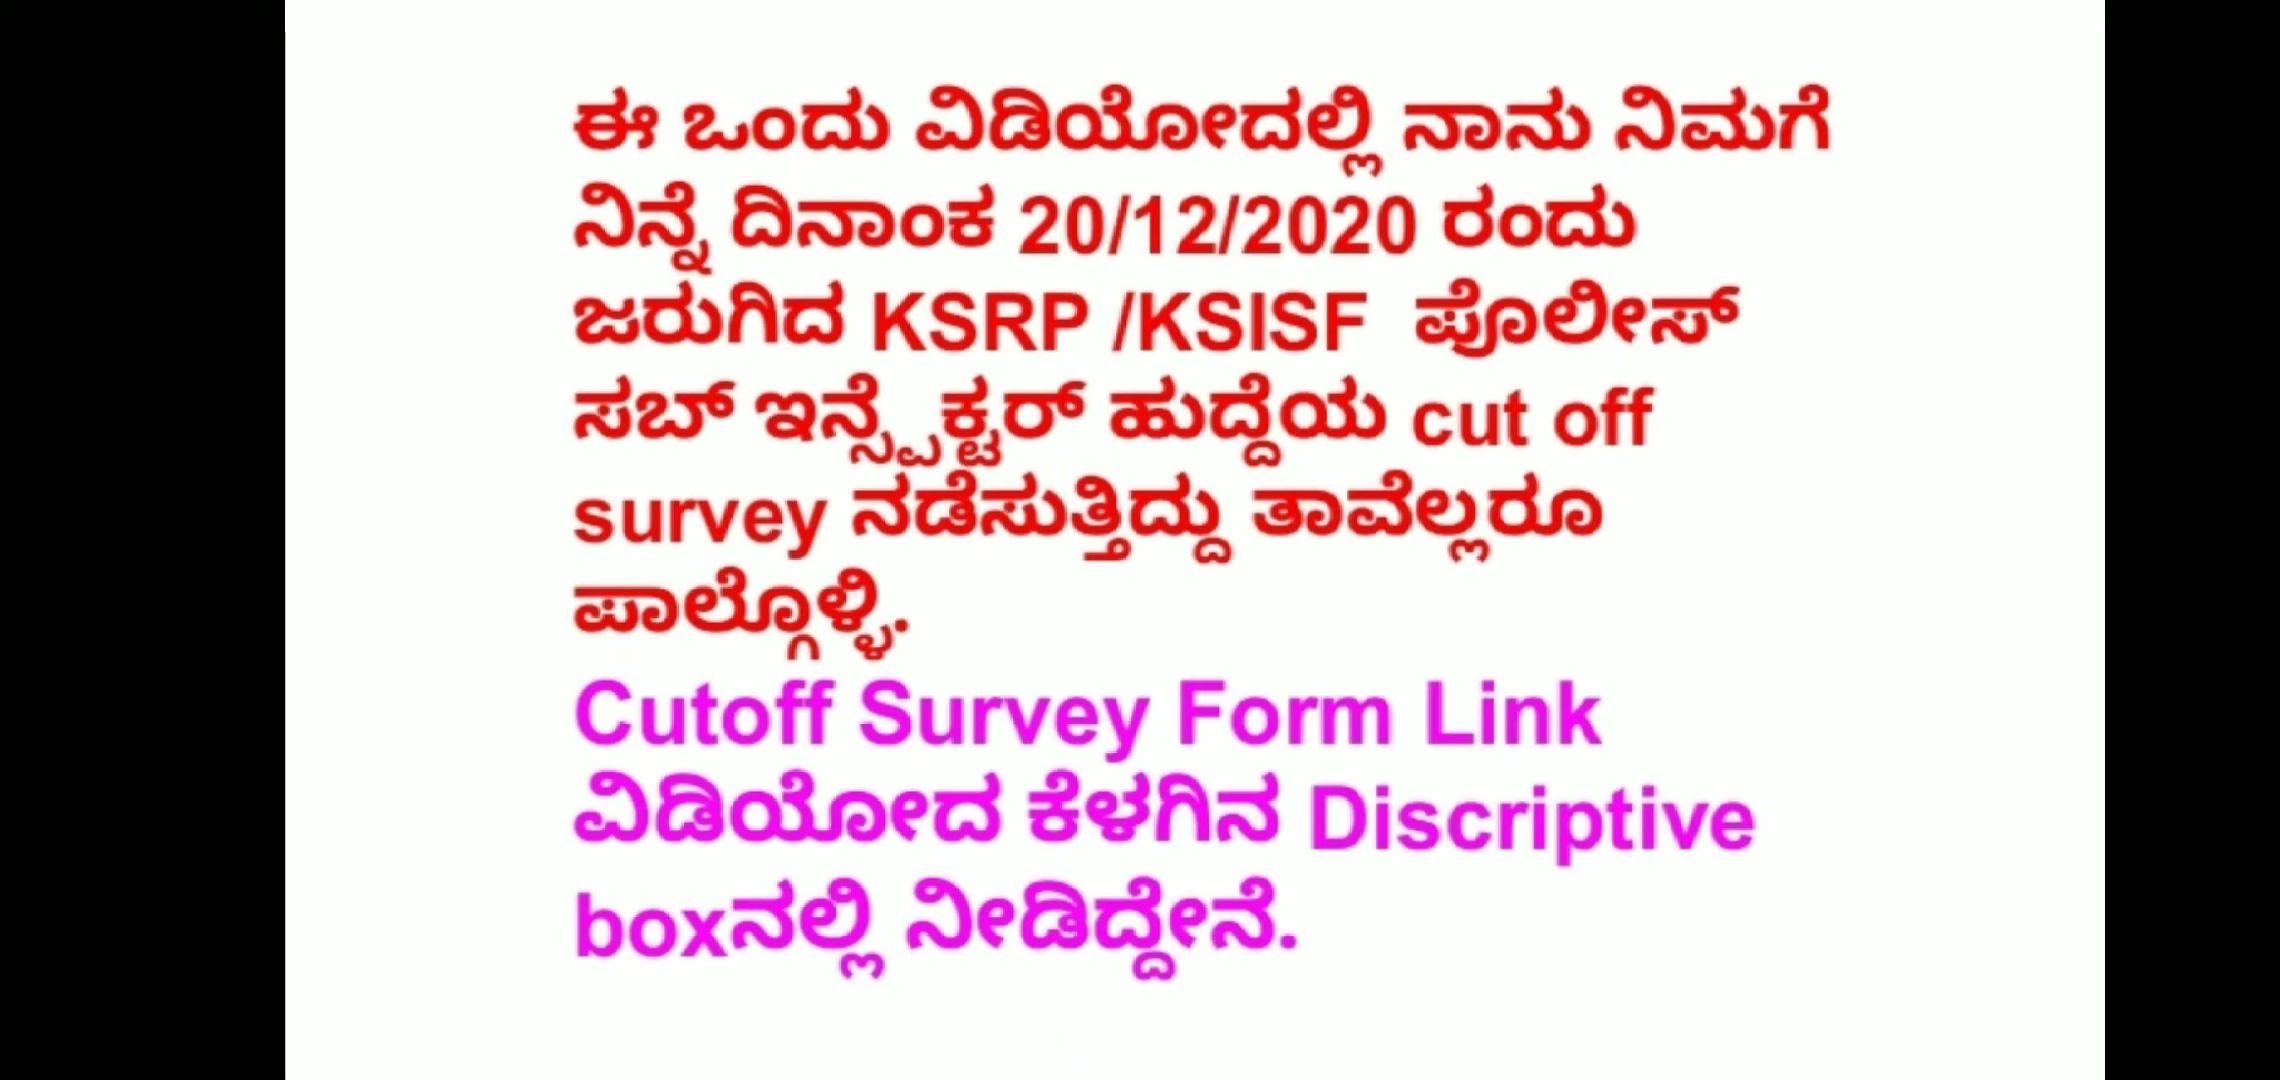 ಈ ಒಂದು ವಿಡಿಯೋದಲ್ಲಿ ನಾನು ನಿಮಗೆ
ನಿನ್ನೆ ದಿನಾಂಕ 20/12/2020 ರಂದು
ಜರುಗಿದ KSRP /KSISF ಪೊಲೀಸ್
ಸಬ್ ಇನ್ಸ್ಪೆಕ್ಟರ್ ಹುದ್ದೆಯ cut off
survey ನಡೆಸುತ್ತಿದ್ದು ತಾವೆಲ್ಲರೂ
ಪಾಲ್ಗೊಳ್ಳಿ.
Cutoff Survey Form Link
ವಿಡಿಯೋದ ಕೆಳಗಿನ Discriptive
boxನಲ್ಲಿ ನೀಡಿದ್ದೇನೆ.